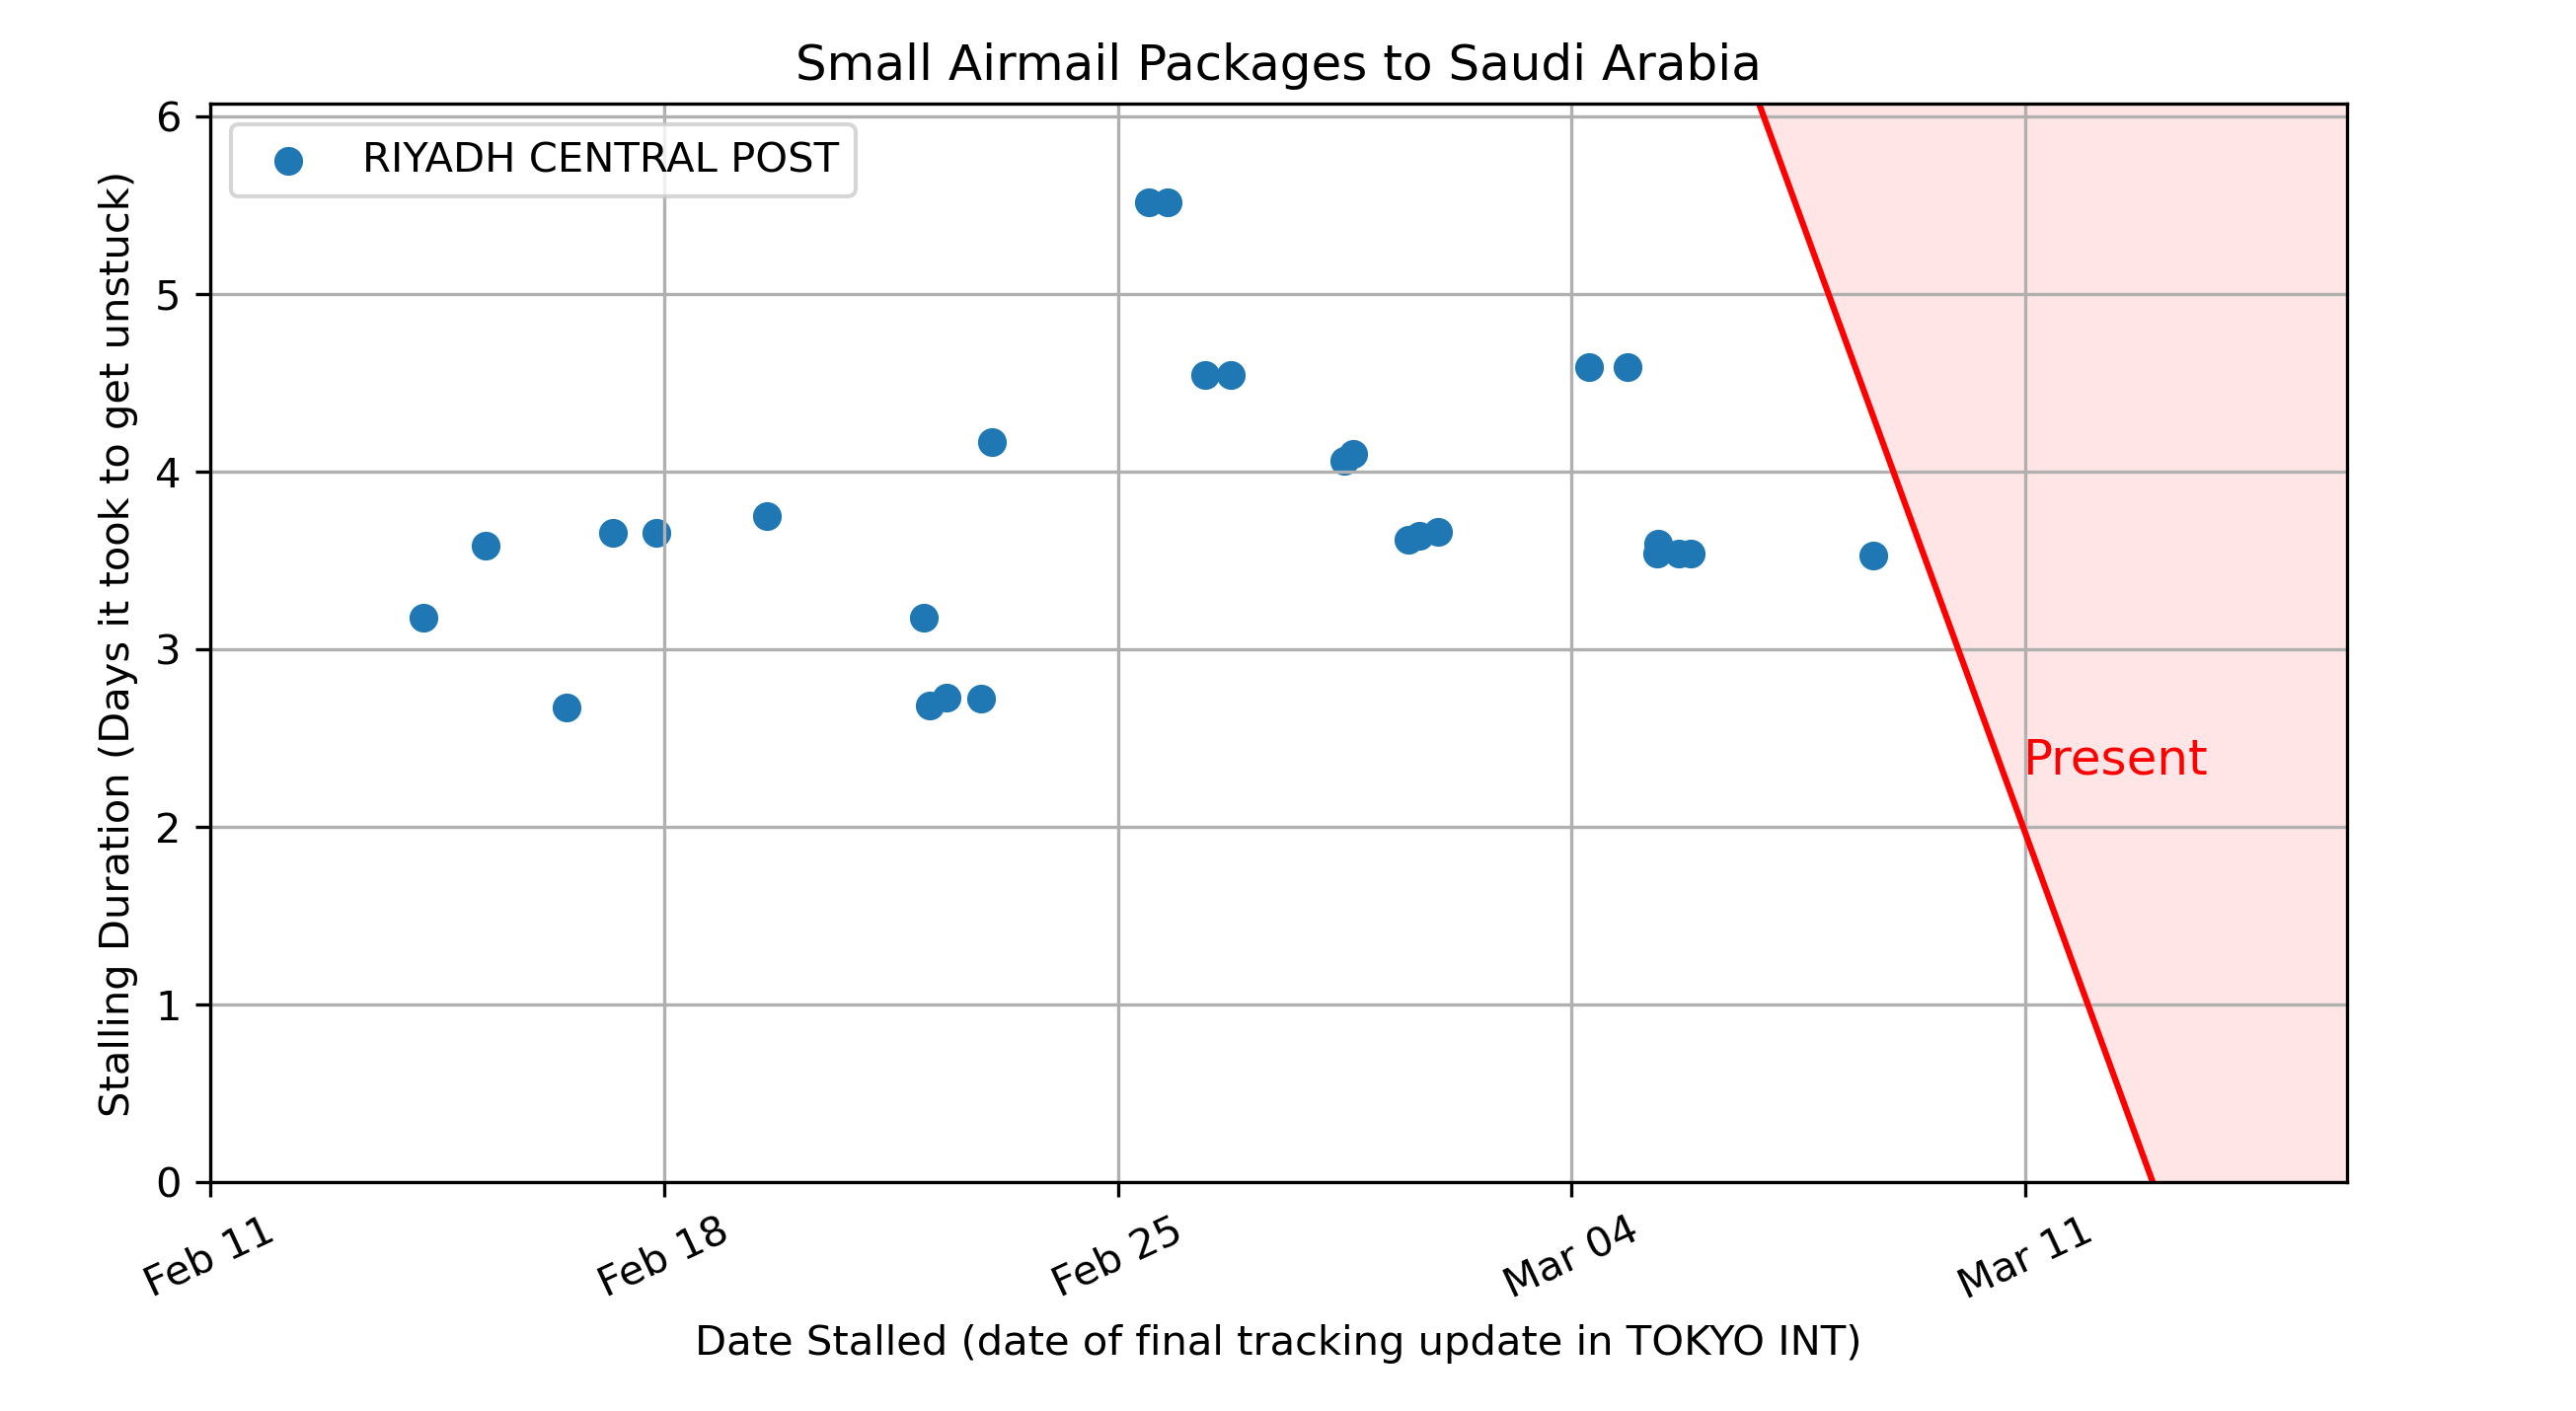 Small Airmail Packages to Saudi Arabia
RIYADH CENTRAL POST
Stalling Duration (Days it took to get unstuck)
6
5
4
3
2
1
0
Present
Feb 11
Feb 18
Feb 25
Mar 04
Mar 11
Date Stalled (date of final tracking update in TOKYO INT)